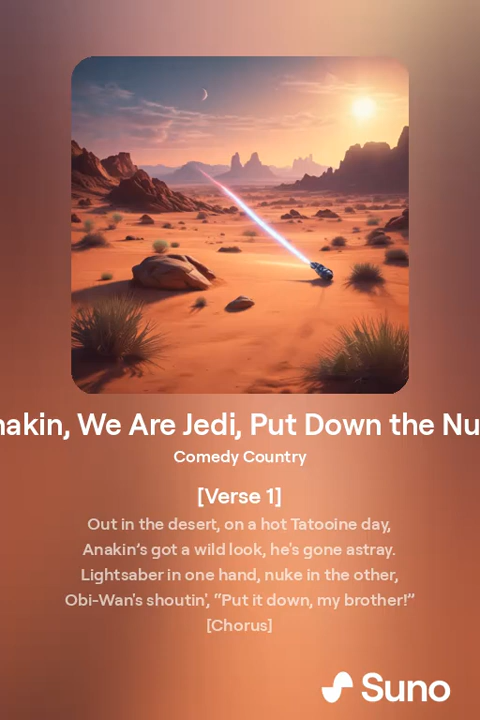 nakin, We Are Jedi, Put Down the Nu
Comedy Country
[Verse 1]
Out in the desert, on a hot Tatooine day,
Anakin’s got a wild look, he's gone astray.
Lightsaber in one hand, nuke in the other,
Obi-Wan's shoutin', “Put it down, my brother!”
[Chorus]
Suno